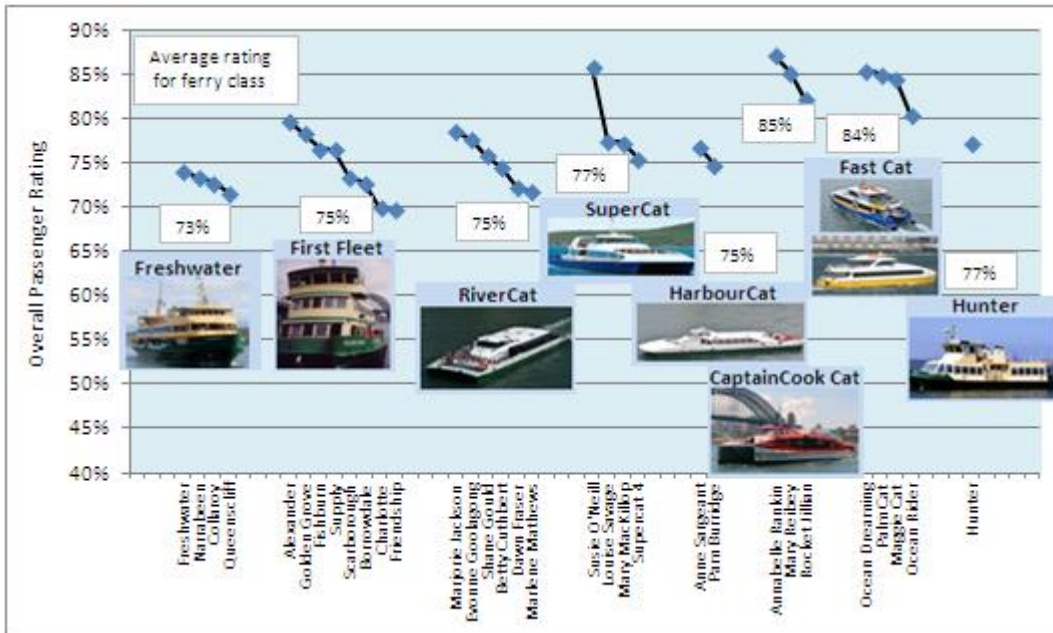 Overall Passenger Rating
90%
85%
80%
75%
70%
65%
60%
55%
50%
45%
40%
Average rating
for ferry class
73%
75%
75%
77%
75%
85%
84%
77%
Freshwater
First Fleet
RiverCat
SuperCat
HarbourCat
CaptainCook Cat
Fast Cat
Hunter
Freshwater
Narrabeen
Collaroy
Queenscliff
Alexander
Golden Grove
Fishburn
Supply
Scarborough
Borrowdale
Charlotte
Friendship
Marjorie Jackson
Evonne Goolagong
Shane Gould
Betty Cuthbert
Dawn Fraser
Marlene Mathews
Susie O'Neill
Louise Savage
Mary MacKillop
Supercat 4
Anne Sargeant
Pam Burridge
Annabelle Rankin
Mary Reibey
Rocket Jillian
Ocean Dreaming
Palm Cat
Maggie Cat
Ocean Rider
Hunter